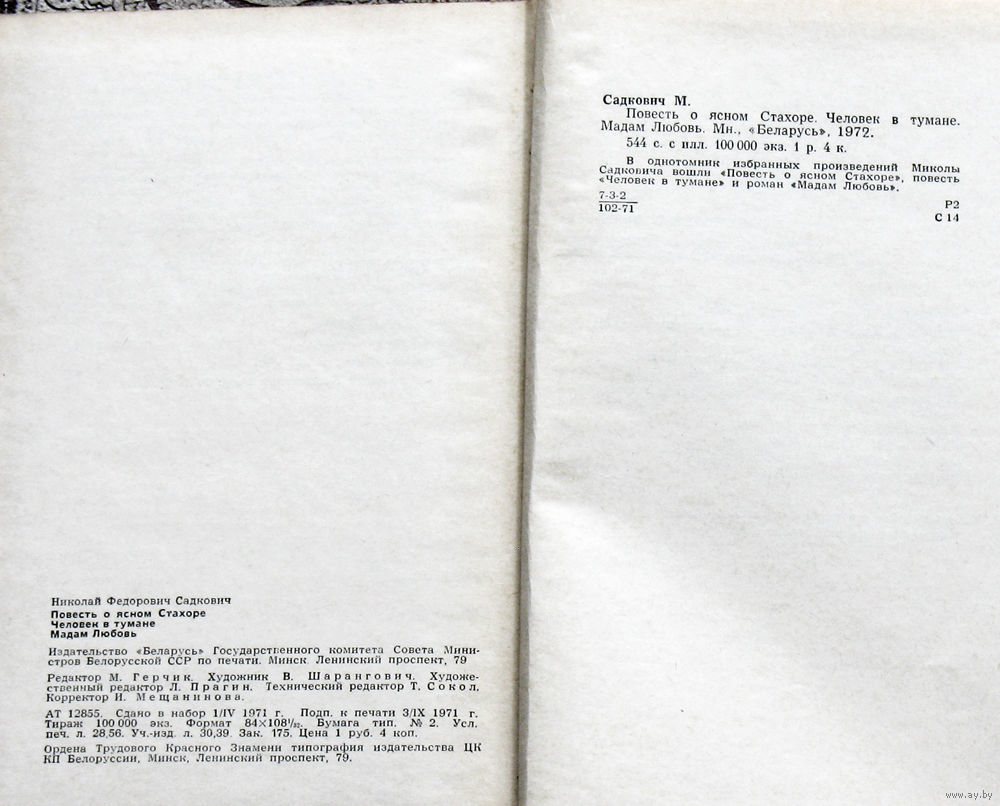 Николай Федорович Садкович
Повесть о ясном Стахоре
Человек в тумане
Мадам Любовь
Издательство «Беларусь» Государственного комитета Совета Мини-
стров Белорусской ССР по печати. Минск. Ленинский проспект, 79
Редактор М. Герчик. Художник В. Шарангович. Художе-
ственный редактор Л. Прагин. Технический редактор Т. Сокол.
Корректор И. Мещанинова.
АТ 12855. Сдано в набор 1/IV 1971 г. Подп. к печати 3/IX 1971 г.
Тираж 100 000 экз. Формат 84×108¹/₃₂. Бумага тип. № 2. Усл.
печ. л. 28,56. Уч.-изд. л. 30,39. Зак. 175. Цена 1 руб. 4 коп.
Ордена Трудового Красного Знамени типография издательства ЦК
КП Белоруссии, Минск, Ленинский проспект, 79.
Садкович М.
Повесть о ясном Стахоре. Человек в тумане.
Мадам Любовь. Мн., «Беларусь», 1972.
544 с. с илл. 100 000 экз. 1 р. 4 к.
В однотомник избранных произведений Миколы
Садковича вошли «Повесть о ясном Стахоре», повесть
«Человек в тумане» и роман «Мадам Любовь».
7-3-2
102-71
Р2
С 14
www.ay.by